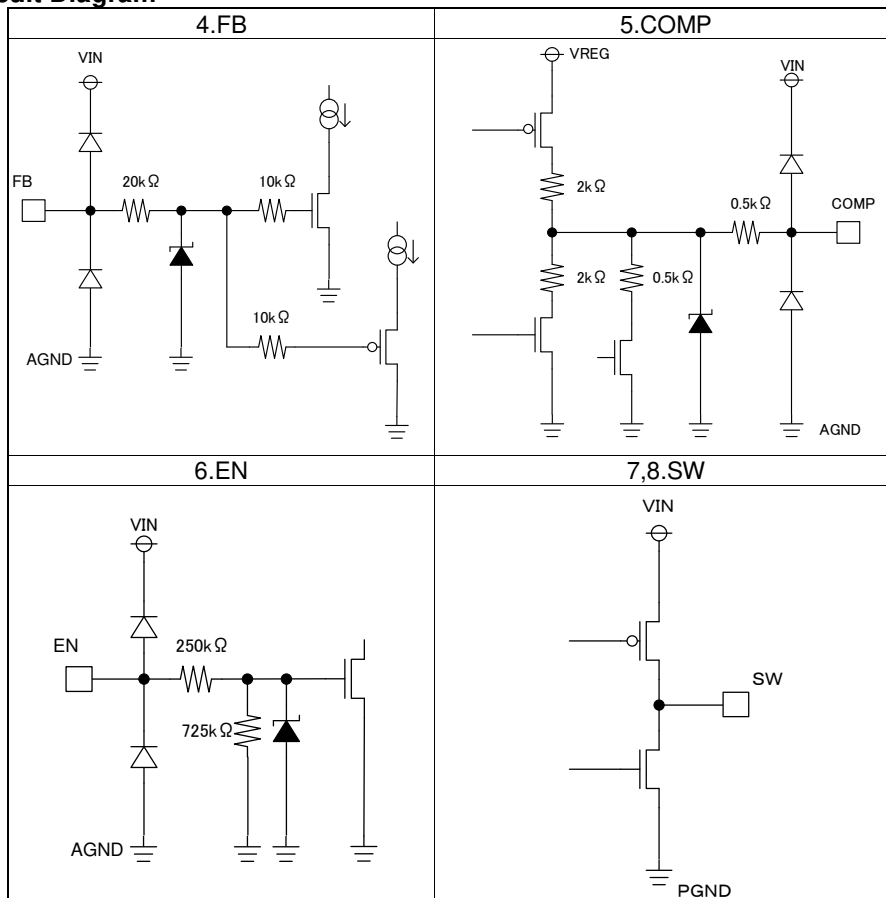 4.FB
5.COMP
VIN
FB
20kΩ
10kΩ
10kΩ
AGND
VREG
VIN
2kΩ
0.5kΩ
COMP
2kΩ
0.5kΩ
AGND
6.EN
7,8.SW
VIN
EN
250kΩ
725kΩ
AGND
VIN
SW
PGND